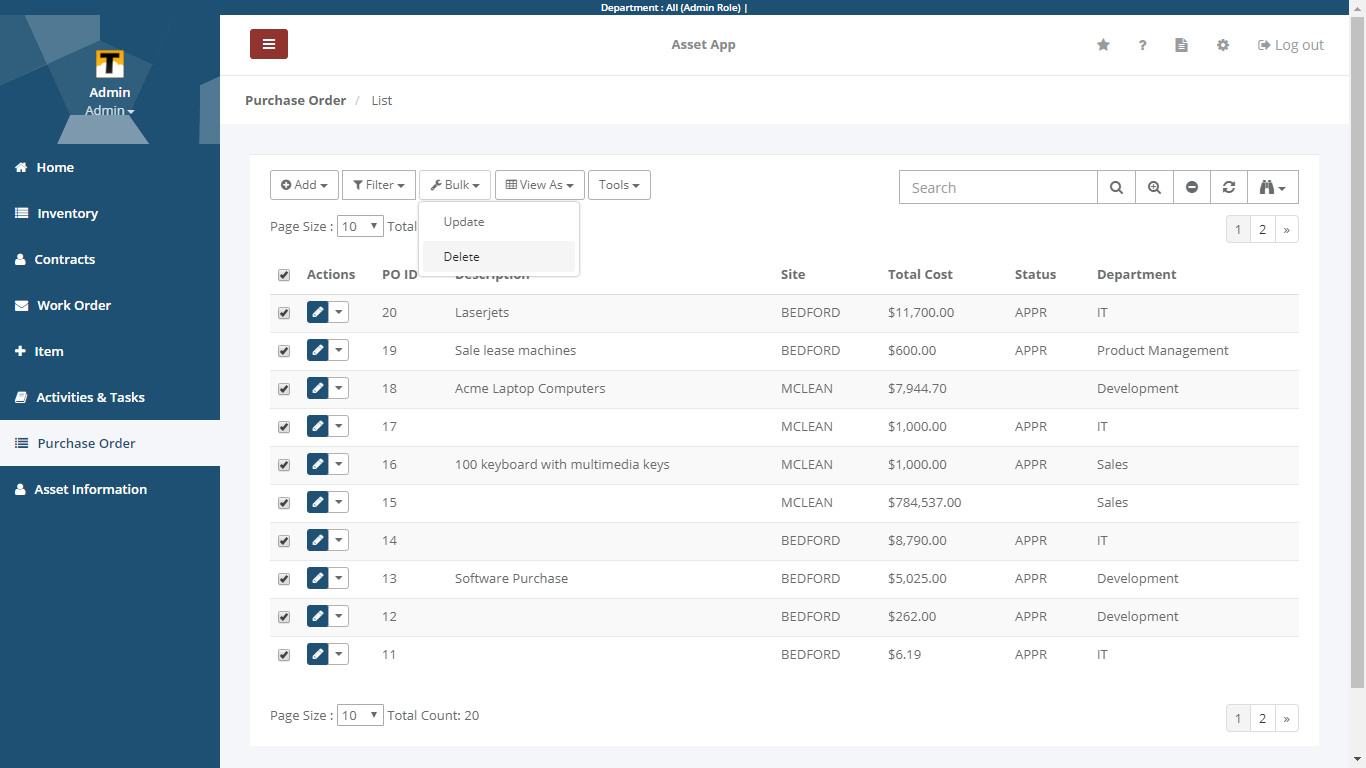 Department : All (Admin Role) |
T
Admin
Admin
Home
Inventory
Contracts
Work Order
Item
Activities & Tasks
Purchase Order
Asset Information
Asset App
? Log out
Purchase Order / List
Add Filter Bulk View As Tools Search
Update
Delete
Page Size : 10 Total 1 2 »
Actions PO ID Description Site Total Cost Status Department
20 Laserjets BEDFORD $11,700.00 APPR IT
19 Sale lease machines BEDFORD $600.00 APPR Product Management
18 Acme Laptop Computers MCLEAN $7,944.70 APPR Development
17 MCLEAN $1,000.00 APPR IT
16 100 keyboard with multimedia keys MCLEAN $1,000.00 APPR Sales
15 MCLEAN $784,537.00 Sales
14 BEDFORD $8,790.00 APPR IT
13 Software Purchase BEDFORD $5,025.00 APPR Development
12 BEDFORD $262.00 APPR Development
11 BEDFORD $6.19 APPR IT
Page Size : 10 Total Count: 20 1 2 »